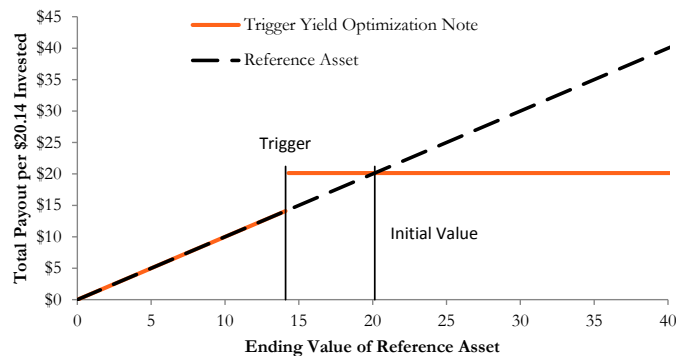 Trigger Yield Optimization Note
Reference Asset
Total Payout per $20.14 Invested
$45
$40
$35
$30
$25
$20
$15
$10
$5
$0
Trigger
Initial Value
0 5 10 15 20 25 30 35 40
Ending Value of Reference Asset